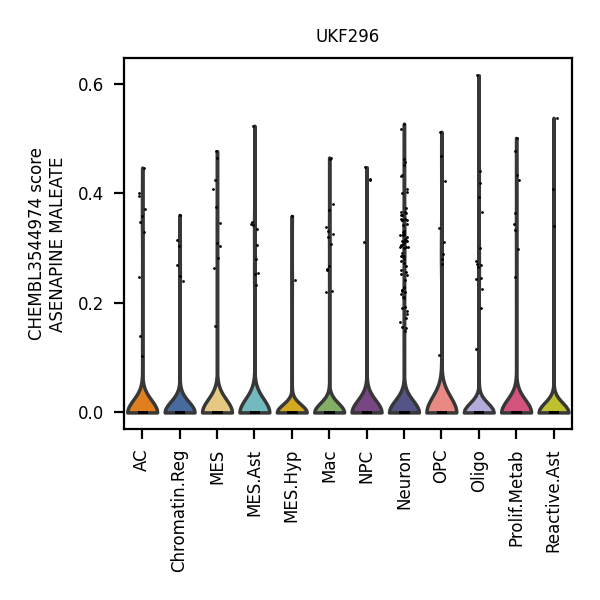 UKF296
CHEMBL3544974 score
ASENAPINE MALEATE
0.6
0.4
0.2
0.0
AC
Chromatin.Reg
MES
MES.Ast
MES.Hyp
Mac
NPC
Neuron
OPC
Oligo
Prolif.Metab
Reactive.Ast